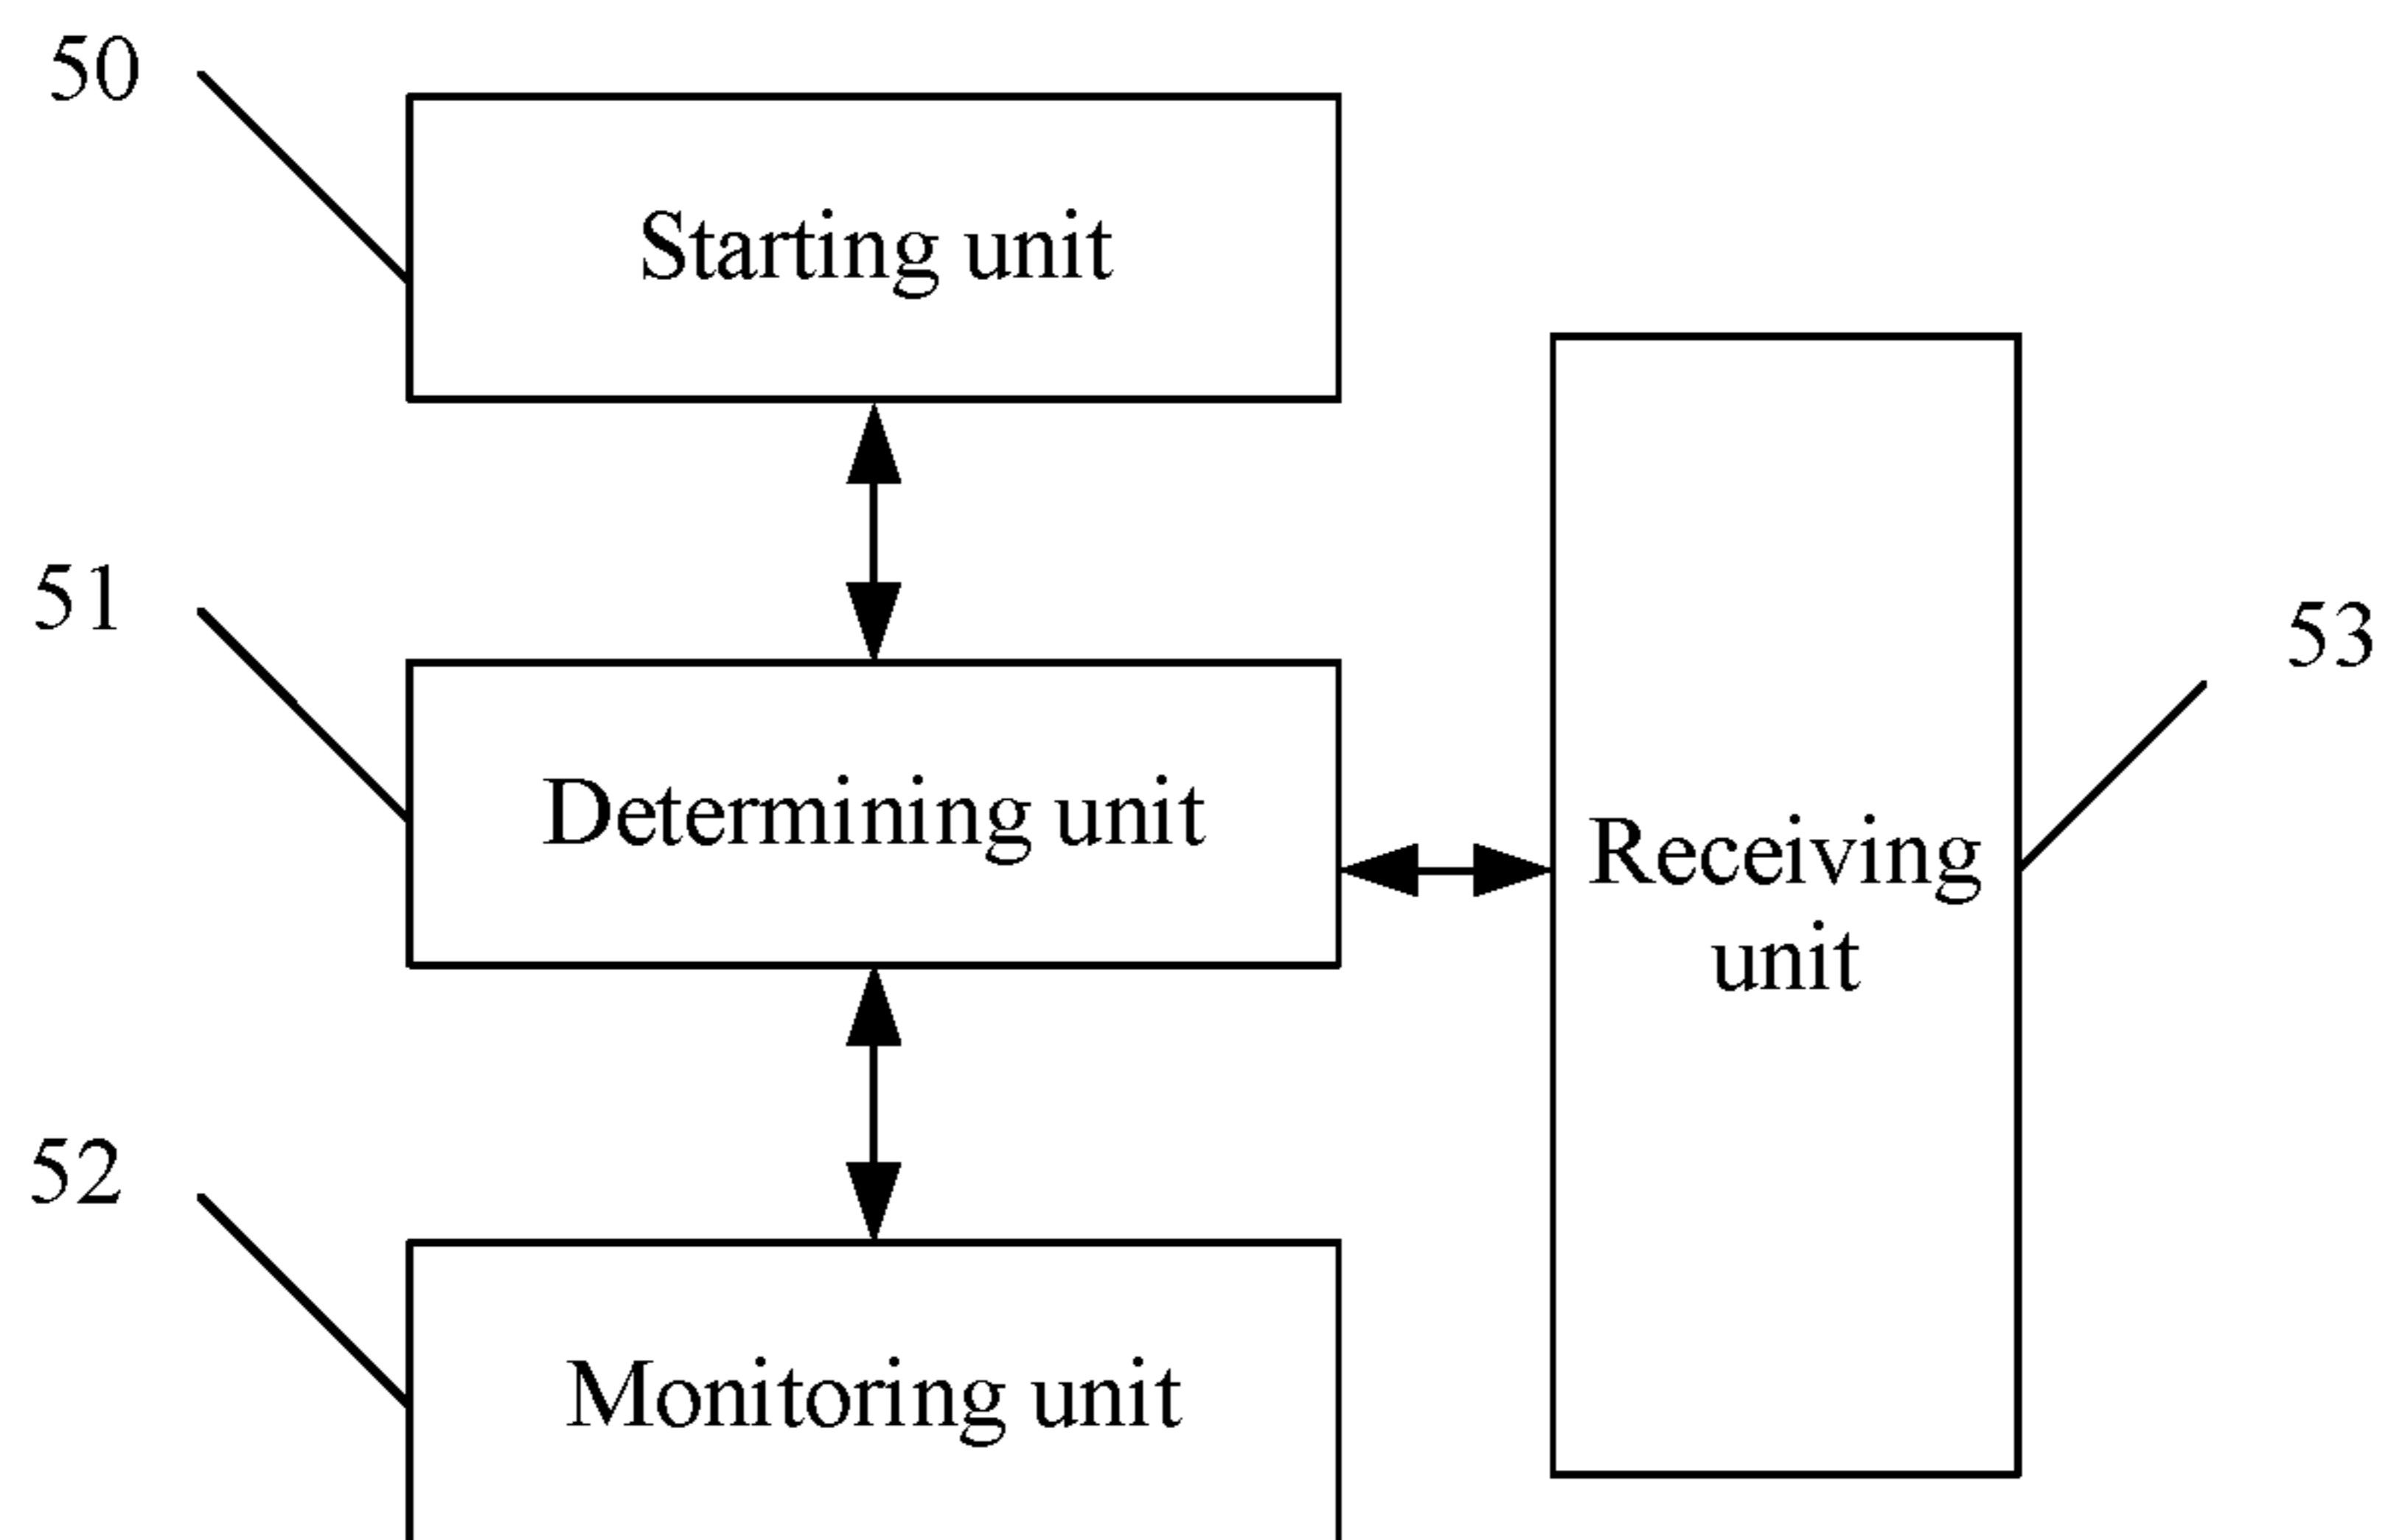 50
Starting unit
51
Determining unit
53
Receiving
unit
52
Monitoring unit